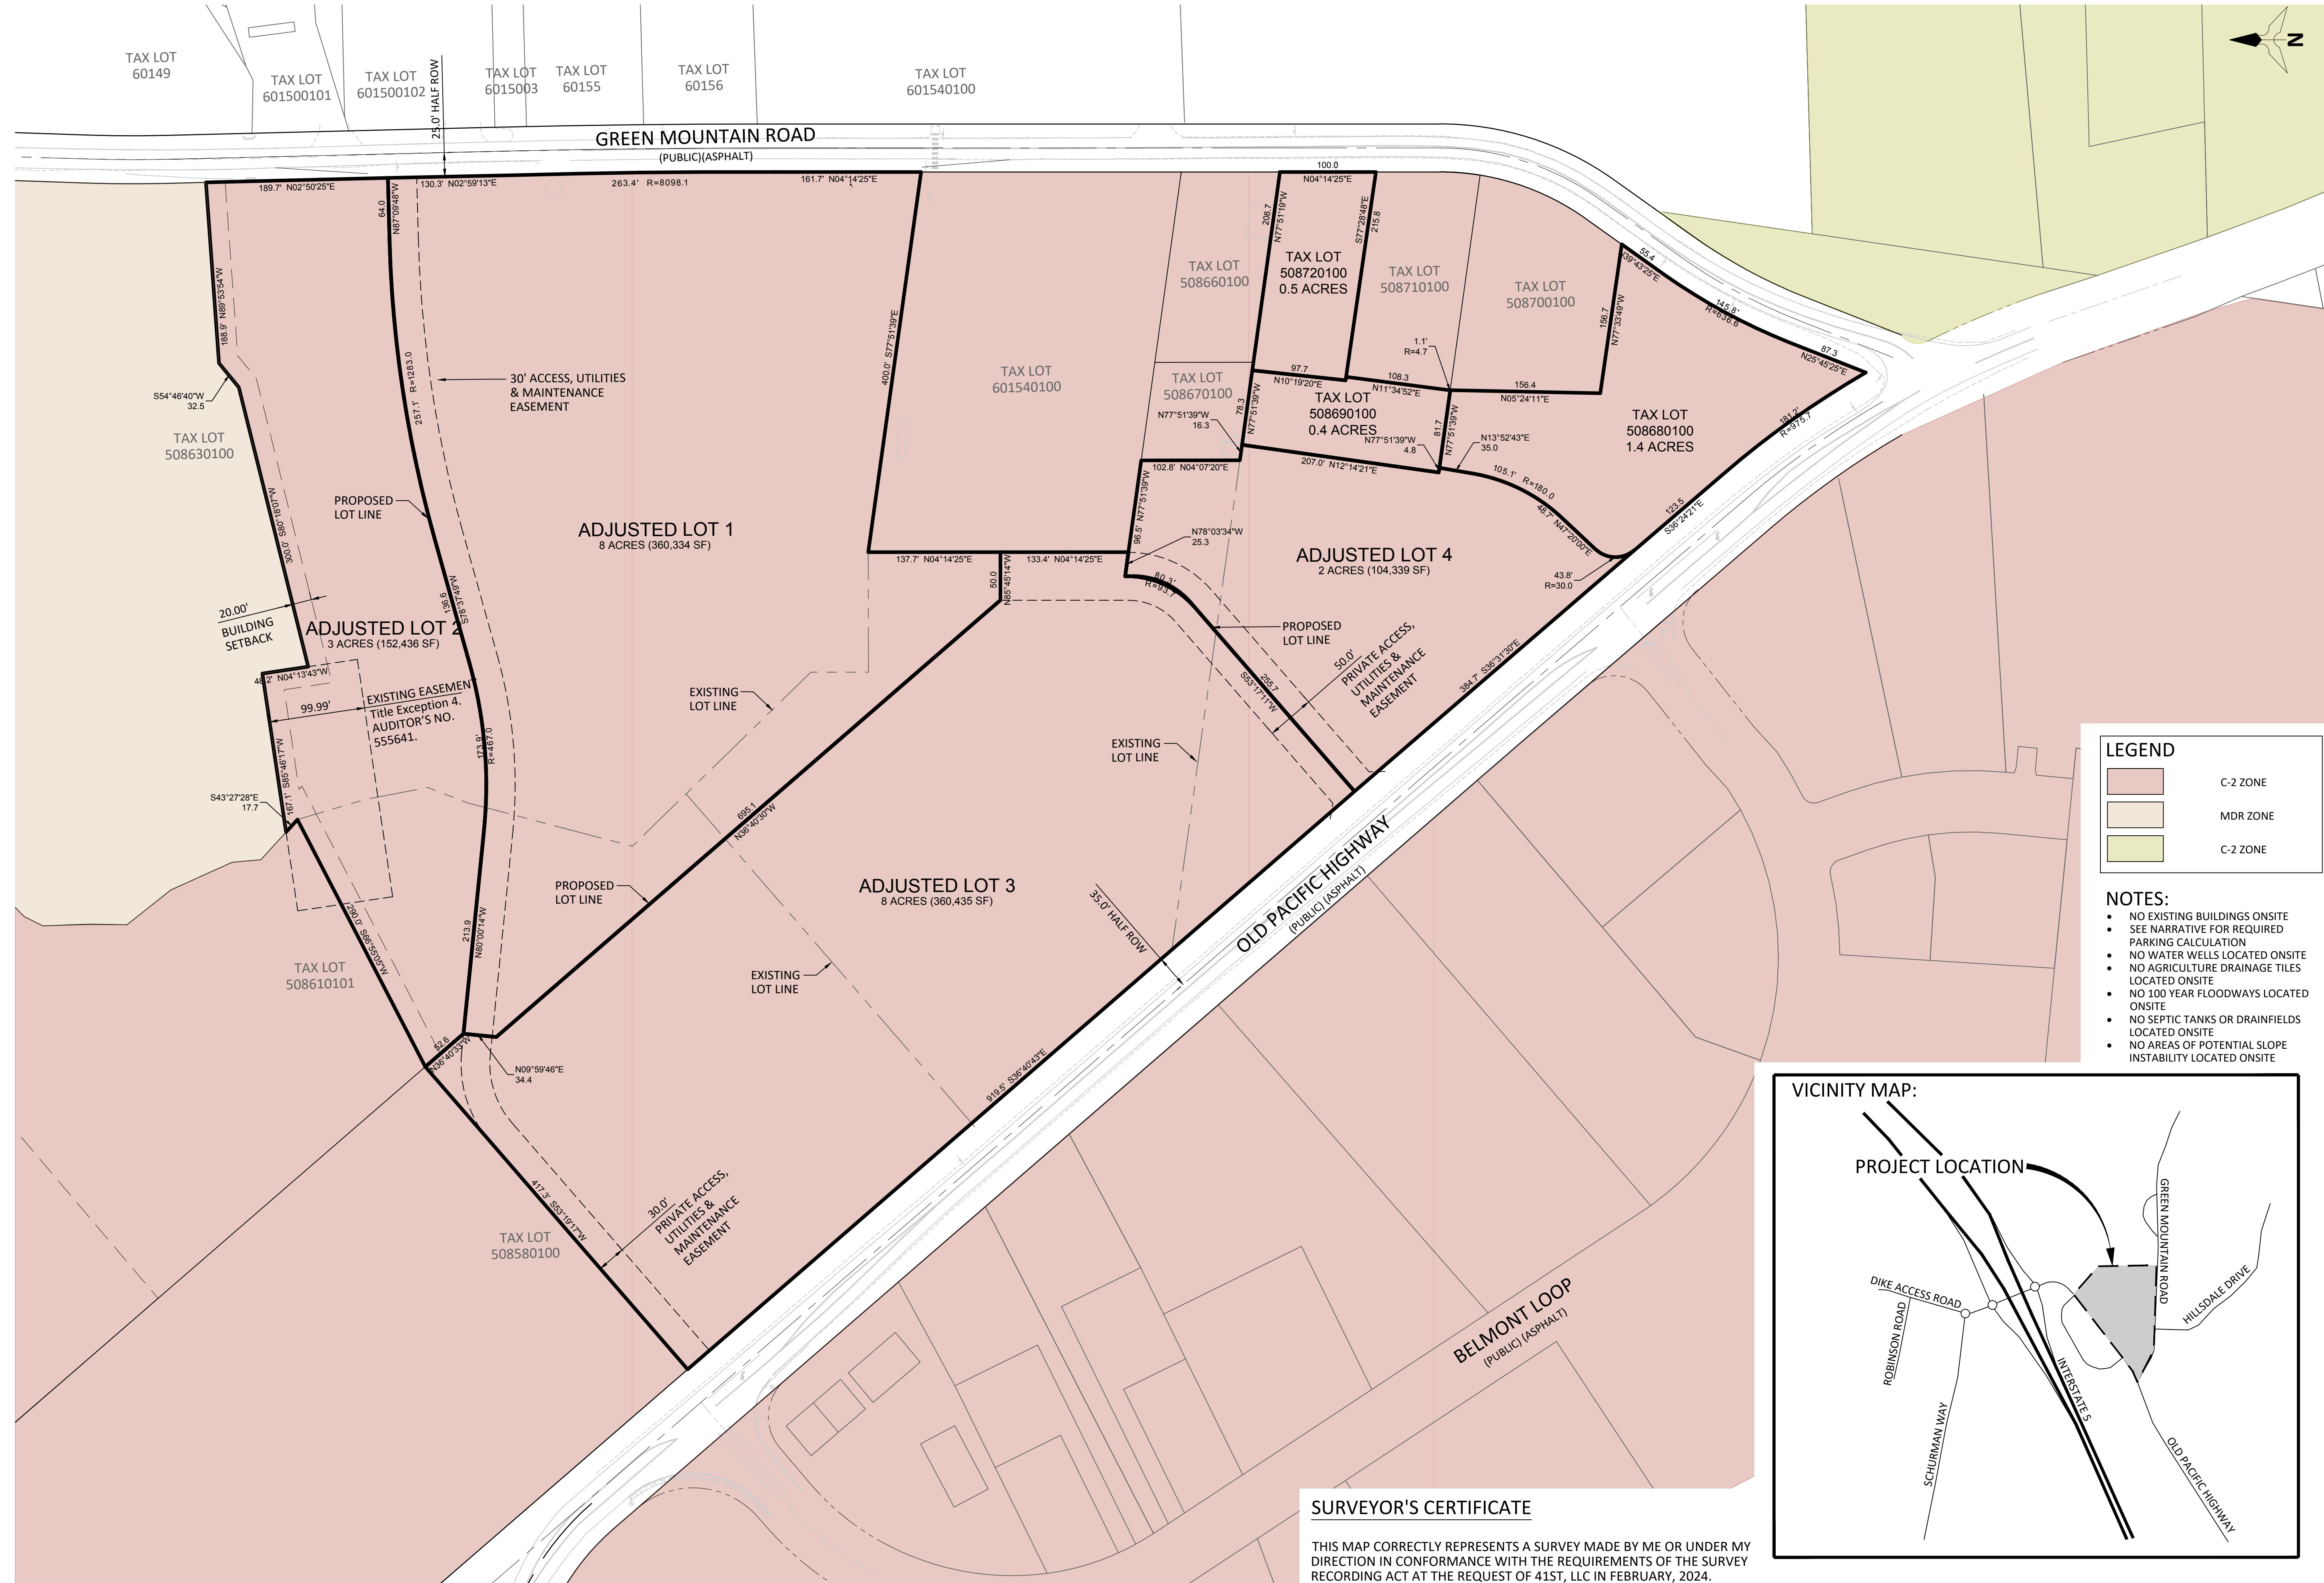 TAX LOT
60149
TAX LOT
601500101
TAX LOT
601500102
25.0' HALF ROW
TAX LOT
6015003
TAX LOT
60155
TAX LOT
60156
TAX LOT
601540100
N
GREEN MOUNTAIN ROAD
(PUBLIC)(ASPHALT)
189.7' N02°50'25"E
130.3' N02°59'13"E
263.4' R=8098.1
161.7' N04°14'25"E
100.0
N04°14'25"E
64.0
N87°09'48"W
188.9' N89°53'54"W
S54°46'40"W
32.5
TAX LOT
508630100
257.1' R=1283.0
30' ACCESS, UTILITIES
& MAINTENANCE
EASEMENT
PROPOSED
LOT LINE
300.0' S80°18'07"W
20.00'
BUILDING
SETBACK
136.6
S78°37'49"W
ADJUSTED LOT 1
8 ACRES (360,334 SF)
400.0' S77°51'39"E
TAX LOT
601540100
TAX LOT
508660100
TAX LOT
508670100
208.7
N77°51'19"W
TAX LOT
508720100
0.5 ACRES
S77°28'48"E
215.8
TAX LOT
508710100
TAX LOT
508700100
55.4
N39°43'25"E
156.7
N77°33'49"W
145.8'
R=636.6
87.3
N25°45'25"E
1.1'
R=4.7
97.7
N10°19'20"E
108.3
N11°34'52"E
156.4
N05°24'11"E
TAX LOT
508690100
0.4 ACRES
78.3
N77°51'39"W
N77°51'39"W
16.3
N77°51'39"W
4.8
81.7
N77°51'39"W
N13°52'43"E
35.0
TAX LOT
508680100
1.4 ACRES
181.2'
R=975.7
102.8' N04°07'20"E
207.0' N12°14'21"E
105.1' R=180.0
48.7' N47°20'00"E
123.5
S36°24'21"E
96.5' N77°51'39"W
N78°03'34"W
25.3
137.7' N04°14'25"E
133.4' N04°14'25"E
50.0
N85°45'14"W
ADJUSTED LOT 4
2 ACRES (104,339 SF)
43.8'
R=30.0
80.3'
R=93.7
PROPOSED
LOT LINE
50.0'
PRIVATE ACCESS,
UTILITIES &
MAINTENANCE
EASEMENT
255.7
S53°17'11"W
384.7' S36°31'30"E
ADJUSTED LOT 2
3 ACRES (152,436 SF)
48.2' N04°13'43"W
99.99'
EXISTING EASEMENT
Title Exception 4.
AUDITOR'S NO.
555641.
173.9'
R=467.0
167.1' S85°46'17"W
S43°27'28"E
17.7
EXISTING
LOT LINE
EXISTING
LOT LINE
695.1
N36°40'30"W
PROPOSED
LOT LINE
ADJUSTED LOT 3
8 ACRES (360,435 SF)
35.0' HALF ROW
OLD PACIFIC HIGHWAY
(PUBLIC) (ASPHALT)
290.0' S66°55'05"W
213.9
N80°00'14"W
TAX LOT
508610101
EXISTING
LOT LINE
52.6
N36°40'33"W
N09°59'46"E
34.4
919.5' S36°40'43"E
417.3' S53°19'17"W
30.0'
PRIVATE ACCESS,
UTILITIES &
MAINTENANCE
EASEMENT
TAX LOT
508580100
BELMONT LOOP
(PUBLIC) (ASPHALT)
LEGEND
C-2 ZONE
MDR ZONE
C-2 ZONE
NOTES:
• NO EXISTING BUILDINGS ONSITE
• SEE NARRATIVE FOR REQUIRED
PARKING CALCULATION
• NO WATER WELLS LOCATED ONSITE
• NO AGRICULTURE DRAINAGE TILES
LOCATED ONSITE
• NO 100 YEAR FLOODWAYS LOCATED
ONSITE
• NO SEPTIC TANKS OR DRAINFIELDS
LOCATED ONSITE
• NO AREAS OF POTENTIAL SLOPE
INSTABILITY LOCATED ONSITE
VICINITY MAP:
PROJECT LOCATION
GREEN MOUNTAIN ROAD
HILLSDALE DRIVE
DIKE ACCESS ROAD
ROBINSON ROAD
SCHURMAN WAY
INTERSTATE 5
OLD PACIFIC HIGHWAY
SURVEYOR'S CERTIFICATE
THIS MAP CORRECTLY REPRESENTS A SURVEY MADE BY ME OR UNDER MY
DIRECTION IN CONFORMANCE WITH THE REQUIREMENTS OF THE SURVEY
RECORDING ACT AT THE REQUEST OF 41ST, LLC IN FEBRUARY, 2024.